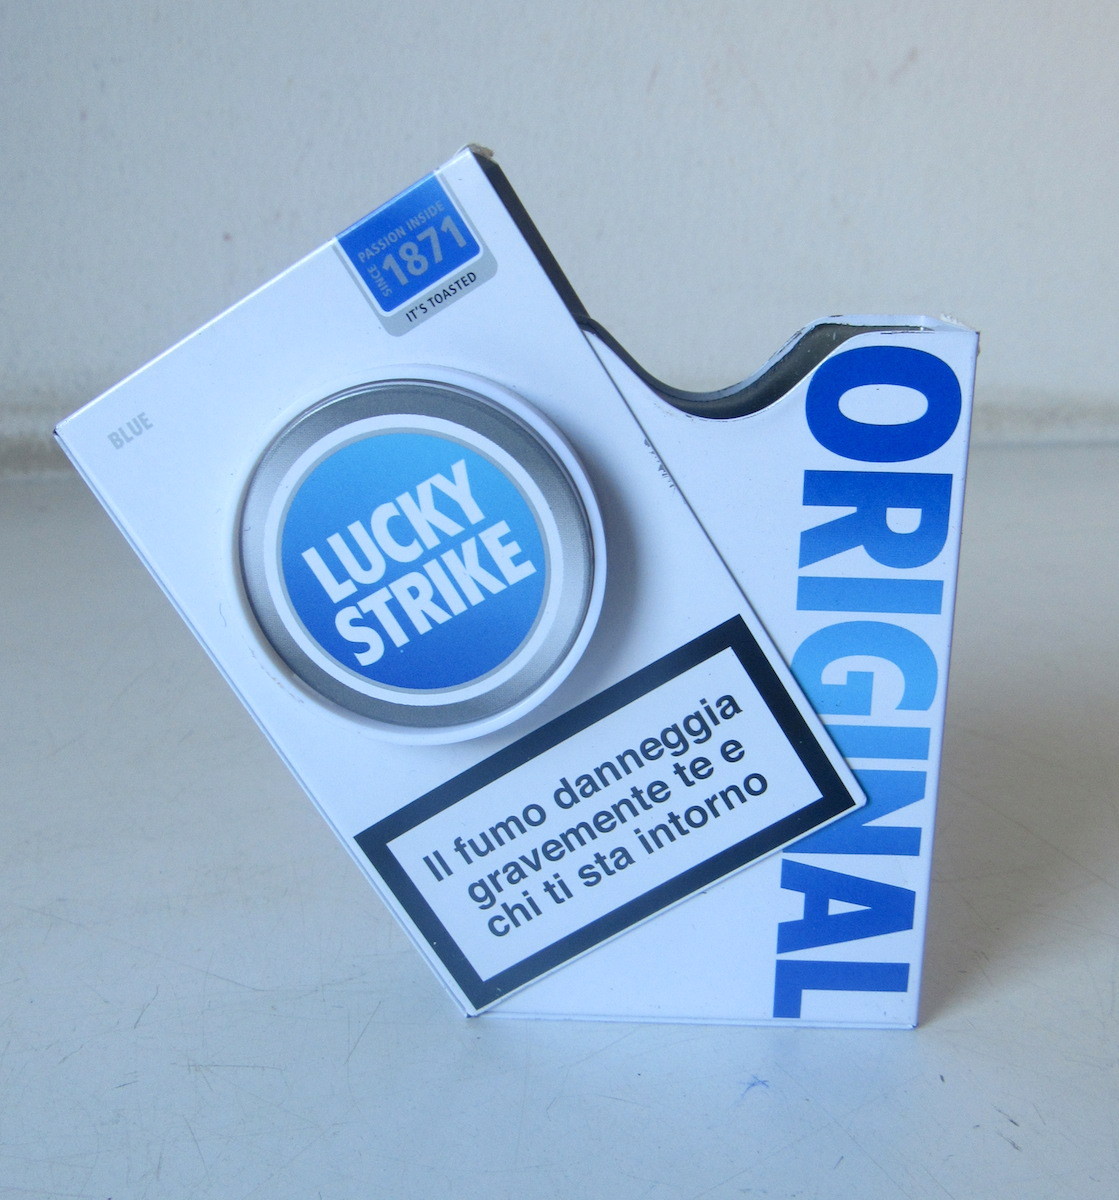 PASSION INSIDE
SINCE 1871
IT'S TOASTED
BLUE
LUCKY
STRIKE
Il fumo danneggia
gravemente te e
chi ti sta intorno
ORIGINAL